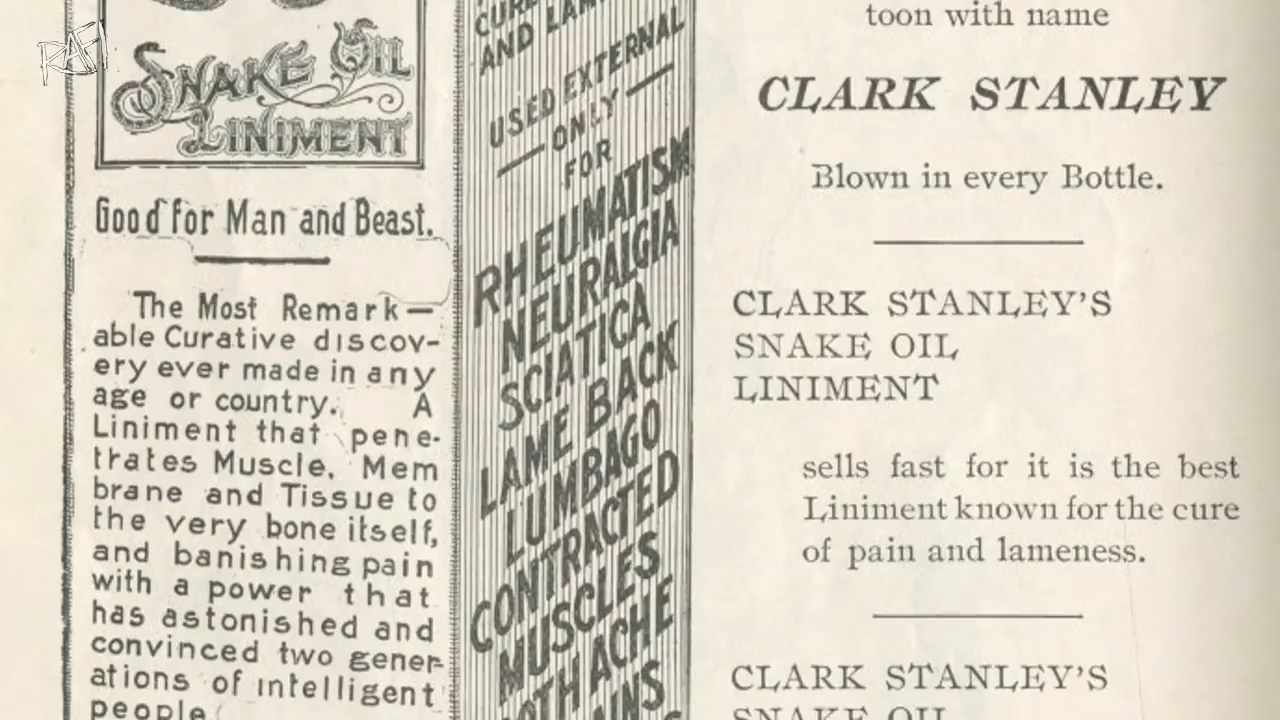 RAFI
SNAKE OIL
LINIMENT
Good for Man and Beast.
The Most Remark—
able Curative discov-
ery ever made in any
age or country. A
Liniment that pene-
trates Muscle, Mem
brane and Tissue to
the very bone itself,
and banishing pain
with a power that
has astonished and
convinced two gener-
ations of intelligent
people
AND
USED EXTERNAL
ONLY
FOR
RHEUMATISM
NEURALGIA
SCIATICA
LAME BACK
LUMBAGO
CONTRACTED
MUSCLES
toon with name
CLARK STANLEY
Blown in every Bottle.
CLARK STANLEY'S
SNAKE OIL
LINIMENT
sells fast for it is the best
Liniment known for the cure
of pain and lameness.
CLARK STANLEY'S
SNAKE OIL